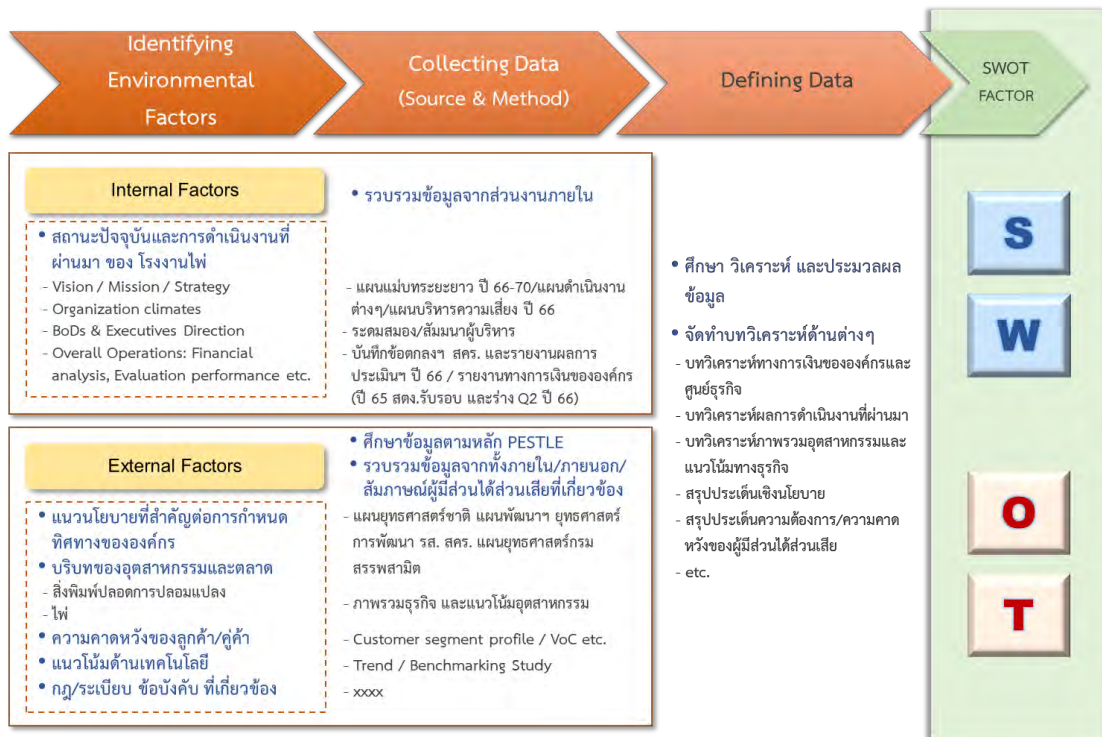 Identifying
Environmental
Factors
Collecting Data
(Source & Method)
Defining Data
SWOT
FACTOR
Internal Factors
• สถานะปัจจุบันและการดำเนินงานที่
ผ่านมา ของ โรงงานไพ่
- Vision / Mission / Strategy
- Organization climates
- BoDs & Executives Direction
- Overall Operations: Financial
analysis, Evaluation performance etc.
• รวบรวมข้อมูลจากส่วนงานภายใน
- แผนแม่บทระยะยาว ปี 66-70/แผนดำเนินงาน
ต่างๆ/แผนบริหารความเสี่ยง ปี 66
- ระดมสมอง/สัมมนาผู้บริหาร
- บันทึกข้อตกลงฯ สคร. และรายงานผลการ
ประเมินฯ ปี 66 / รายงานทางการเงินขององค์กร
(ปี 65 สตง.รับรอบ และร่าง Q2 ปี 66)
External Factors
• แนวนโยบายที่สำคัญต่อการกำหนด
ทิศทางขององค์กร
• บริบทของอุตสาหกรรมและตลาด
- สิ่งพิมพ์ปลอดการปลอมแปลง
- ไพ่
• ความคาดหวังของลูกค้า/คู่ค้า
• แนวโน้มด้านเทคโนโลยี
• กฎ/ระเบียบ ข้อบังคับ ที่เกี่ยวข้อง
• ศึกษาข้อมูลตามหลัก PESTLE
• รวบรวมข้อมูลจากทั้งภายใน/ภายนอก/
สัมภาษณ์ผู้มีส่วนได้ส่วนเสียที่เกี่ยวข้อง
- แผนยุทธศาสตร์ชาติ แผนพัฒนาฯ ยุทธศาสตร์
การพัฒนา รส. สคร. แผนยุทธศาสตร์กรม
สรรพสามิต
- ภาพรวมธุรกิจ และแนวโน้มอุตสาหกรรม
- Customer segment profile / VoC etc.
- Trend / Benchmarking Study
- xxxx
• ศึกษา วิเคราะห์ และประมวลผล
ข้อมูล
• จัดทำบทวิเคราะห์ด้านต่างๆ
- บทวิเคราะห์ทางการเงินขององค์กรและ
ศูนย์ธุรกิจ
- บทวิเคราะห์ผลการดำเนินงานที่ผ่านมา
- บทวิเคราะห์ภาพรวมอุตสาหกรรมและ
แนวโน้มทางธุรกิจ
- สรุปประเด็นเชิงนโยบาย
- สรุปประเด็นความต้องการ/ความคาด
หวังของผู้มีส่วนได้ส่วนเสีย
- etc.
S
W
O
T